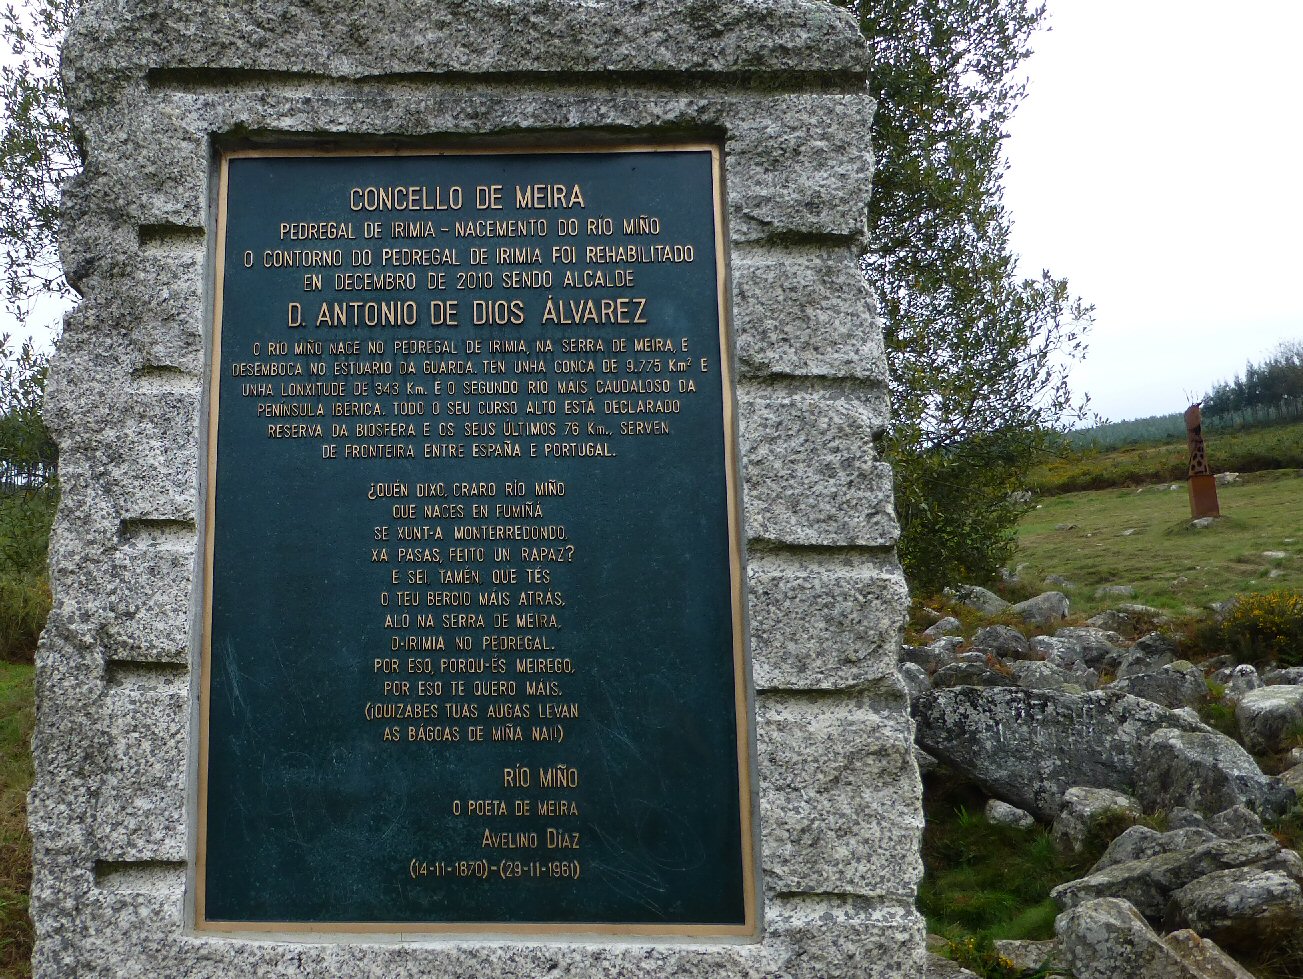 CONCELLO DE MEIRA
PEDREGAL DE IRIMIA - NACEMENTO DO RÍO MIÑO
O CONTORNO DO PEDREGAL DE IRIMIA FOI REHABILITADO
EN DECEMBRO DE 2010 SENDO ALCALDE
D. ANTONIO DE DIOS ÁLVAREZ
O RIO MIÑO NACE NO PEDREGAL DE IRIMIA, NA SERRA DE MEIRA, E
DESEMBOCA NO ESTUARIO DA GUARDA. TEN UNHA CONCA DE 9.775 Km² E
UNHA LONXITUDE DE 343 Km. E O SEGUNDO RIO MAIS CAUDALOSO DA
PENINSULA IBERICA. TODO O SEU CURSO ALTO ESTÁ DECLARADO
RESERVA DA BIOSFERA E OS SEUS ÚLTIMOS 76 Km., SERVEN
DE FRONTEIRA ENTRE ESPAÑA E PORTUGAL.
¿QUÉN DIXO, CRARO RÍO MIÑO
QUE NACES EN FUMIÑÁ
SE XUNT-A MONTERREDONDO,
XA PASAS, FEITO UN RAPAZ?
E SEI, TAMÉN, QUE TÉS
O TEU BERCIO MÁIS ATRÁS,
ALO NA SERRA DE MEIRA,
D-IRIMIA NO PEDREGAL.
POR ESO, PORQU-ÉS MEIREGO,
POR ESO TE QUERO MÁIS,
(¡QUIZABES TUAS AUGAS LEVAN
AS BÁGOAS DE MIÑA NAI!)
RÍO MIÑO
O POETA DE MEIRA
AVELINO DÍAZ
(14-11-1870)-(29-11-1961)